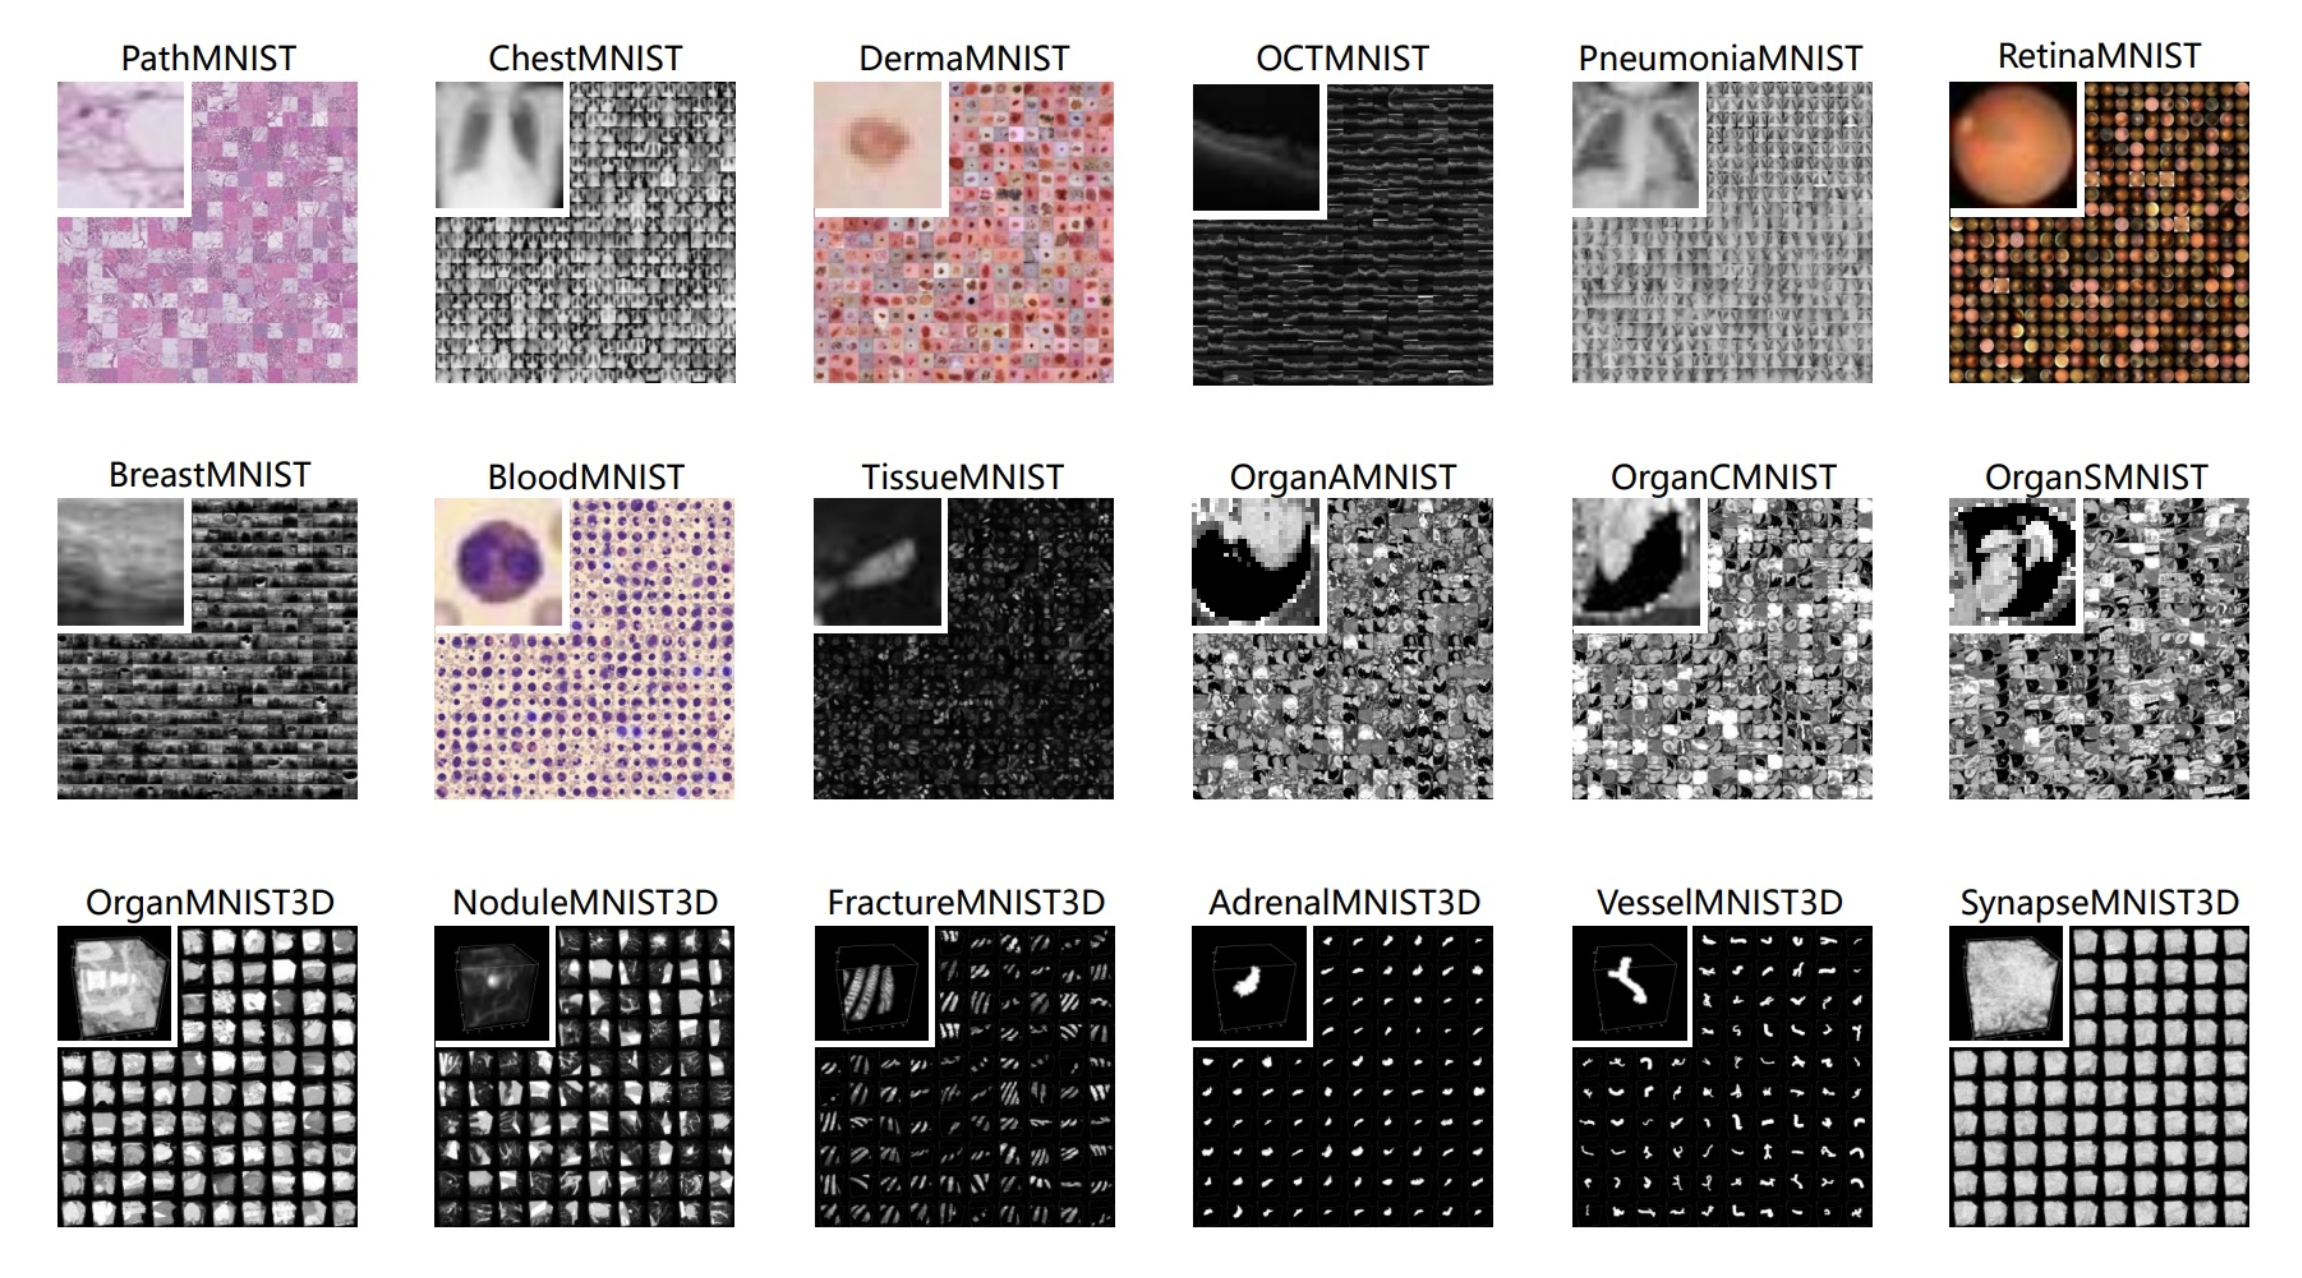 PathMNIST
ChestMNIST
DermaMNIST
OCTMNIST
PneumoniaMNIST
RetinaMNIST
BreastMNIST
BloodMNIST
TissueMNIST
OrganAMNIST
OrganCMNIST
OrganSMNIST
OrganMNIST3D
NoduleMNIST3D
FractureMNIST3D
AdrenalMNIST3D
VesselMNIST3D
SynapseMNIST3D